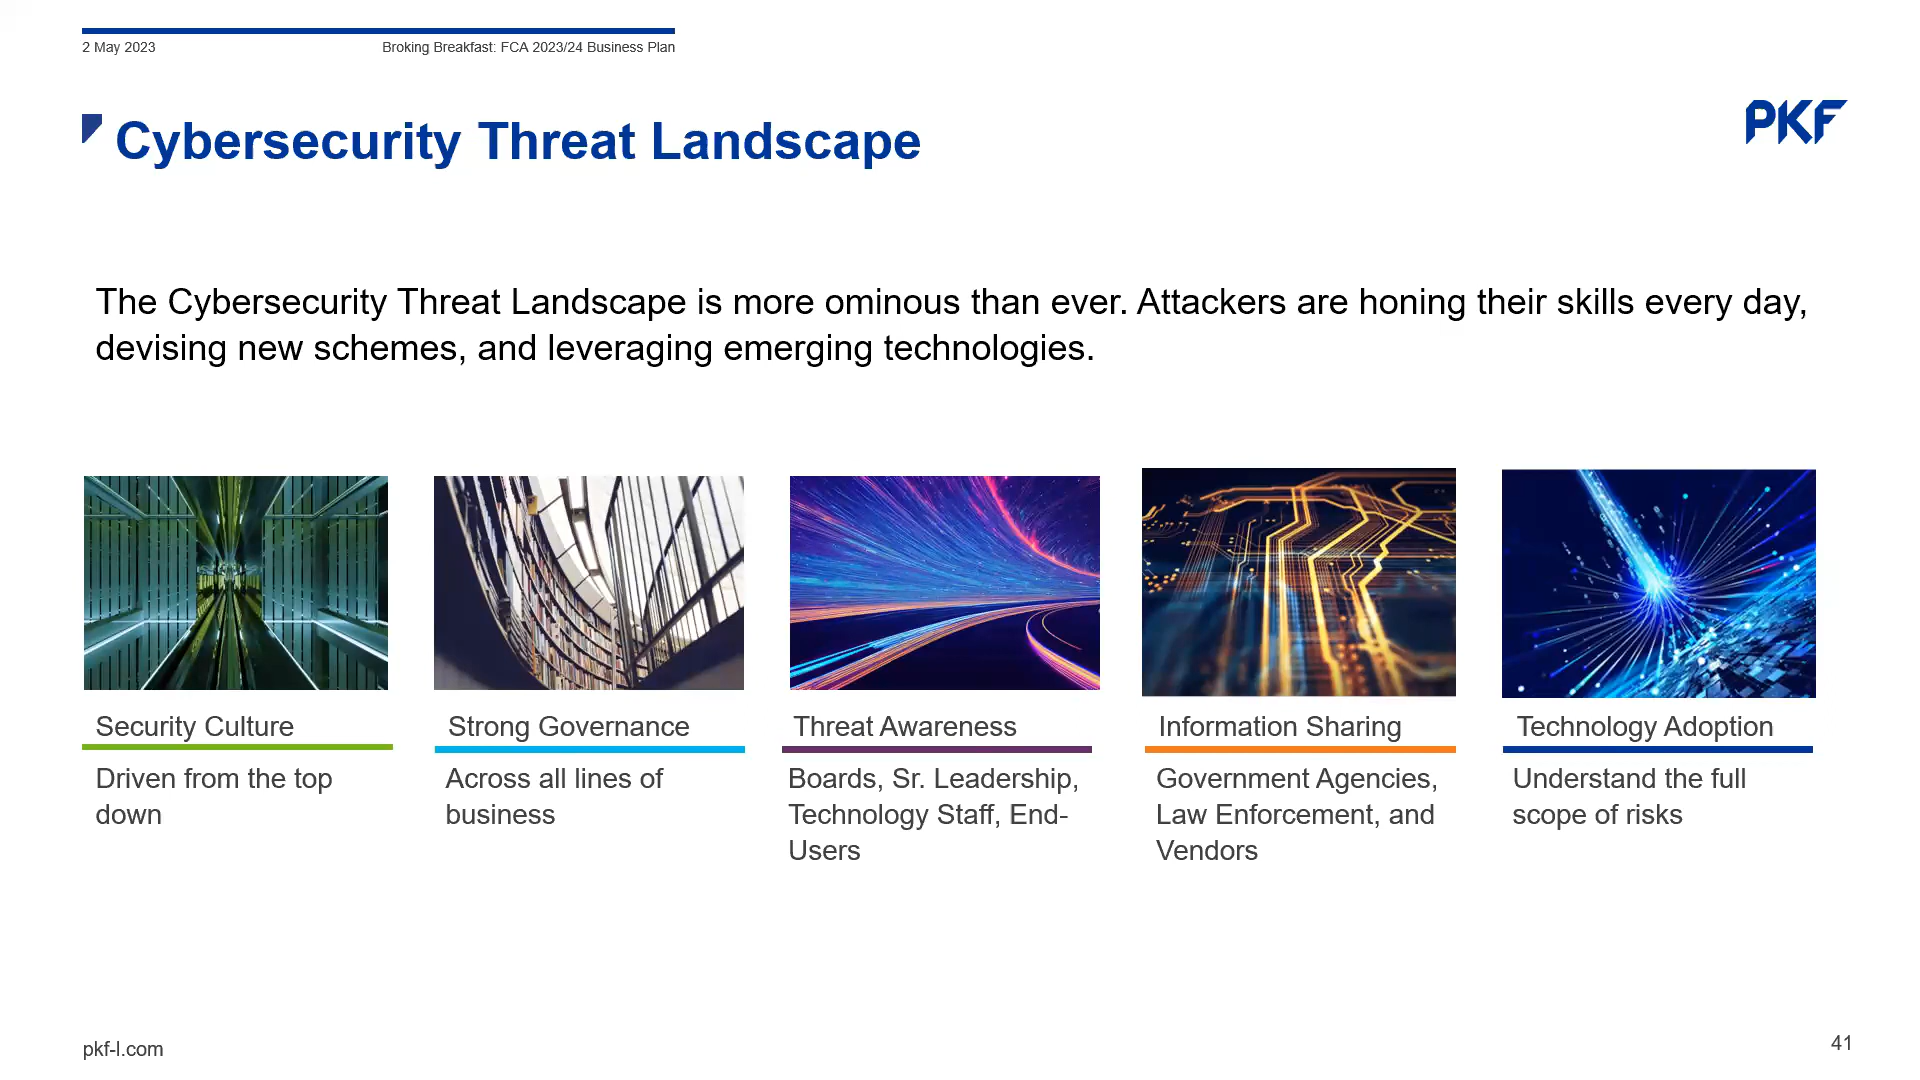 2 May 2023
Broking Breakfast: FCA 2023/24 Business Plan
Cybersecurity Threat Landscape
PKF
The Cybersecurity Threat Landscape is more ominous than ever. Attackers are honing their skills every day,
devising new schemes, and leveraging emerging technologies.
Security Culture
Driven from the top
down
Strong Governance
Across all lines of
business
Threat Awareness
Boards, Sr. Leadership,
Technology Staff, End-
Users
Information Sharing
Government Agencies,
Law Enforcement, and
Vendors
Technology Adoption
Understand the full
scope of risks
pkf-l.com
41